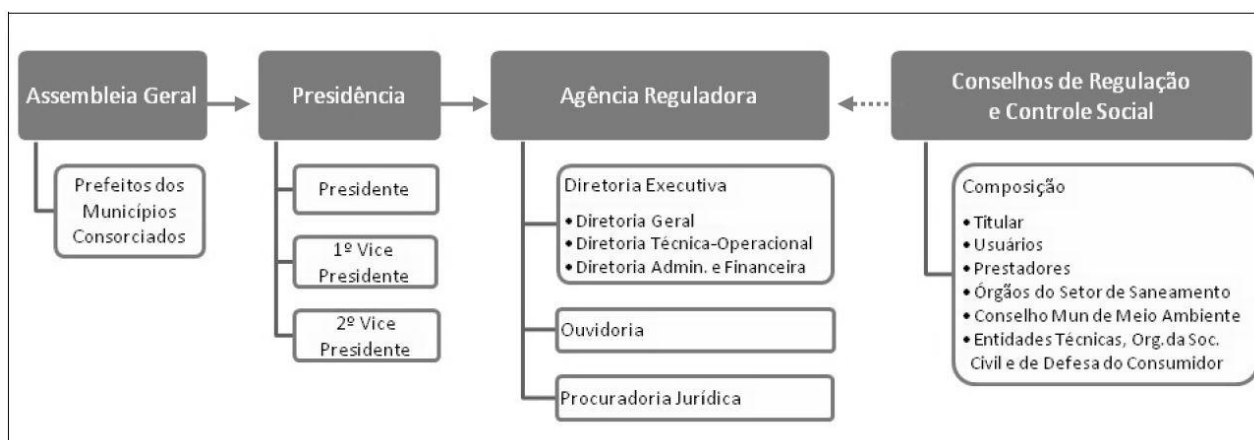 Assembleia Geral
Prefeitos dos
Municípios
Consorciados
Presidência
Presidente
1º Vice
Presidente
2º Vice
Presidente
Agência Reguladora
Diretoria Executiva
• Diretoria Geral
• Diretoria Técnica-Operacional
• Diretoria Admin. e Financeira
Ouvidoria
Procuradoria Jurídica
Conselhos de Regulação
e Controle Social
Composição
• Titular
• Usuários
• Prestadores
• Órgãos do Setor de Saneamento
• Conselho Mun de Meio Ambiente
• Entidades Técnicas, Org.da Soc.
Civil e de Defesa do Consumidor